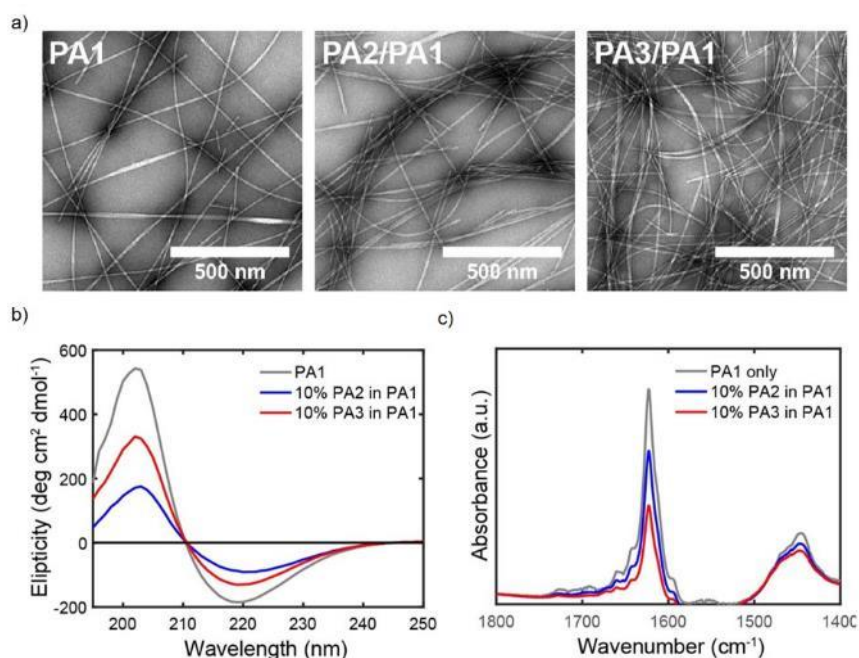 a)
PA1
PA2/PA1
PA3/PA1
500 nm
500 nm
500 nm
b)
c)
600
400
200
0
-200
200
210
220
230
240
250
Elipticity (deg cm² dmol⁻¹)
Wavelength (nm)
PA1
10% PA2 in PA1
10% PA3 in PA1
PA1 only
10% PA2 in PA1
10% PA3 in PA1
Absorbance (a.u.)
1800
1700
1600
1500
1400
Wavenumber (cm⁻¹)